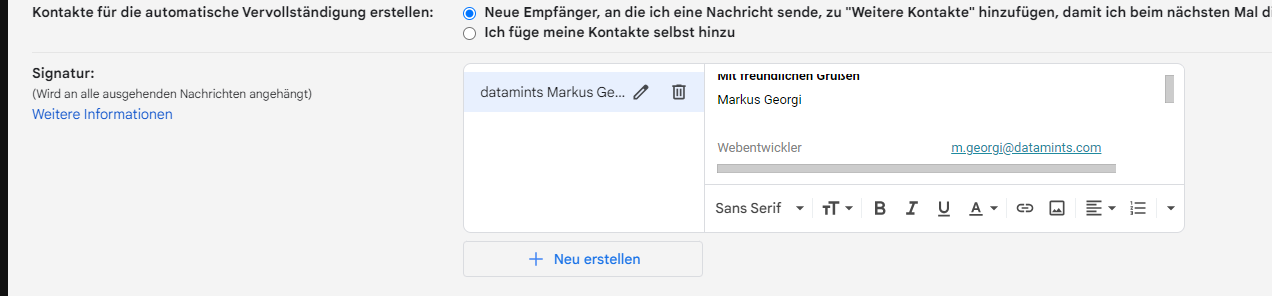 Kontakte für die automatische Vervollständigung erstellen:
Neue Empfänger, an die ich eine Nachricht sende, zu "Weitere Kontakte" hinzufügen, damit ich beim nächsten Mal
Ich füge meine Kontakte selbst hinzu
Signatur:
(Wird an alle ausgehenden Nachrichten angehängt)
Weitere Informationen
datamints Markus Ge...
Mit freundlichen Grüßen
Markus Georgi
Webentwickler m.georgi@datamints.com
Sans Serif
Neu erstellen